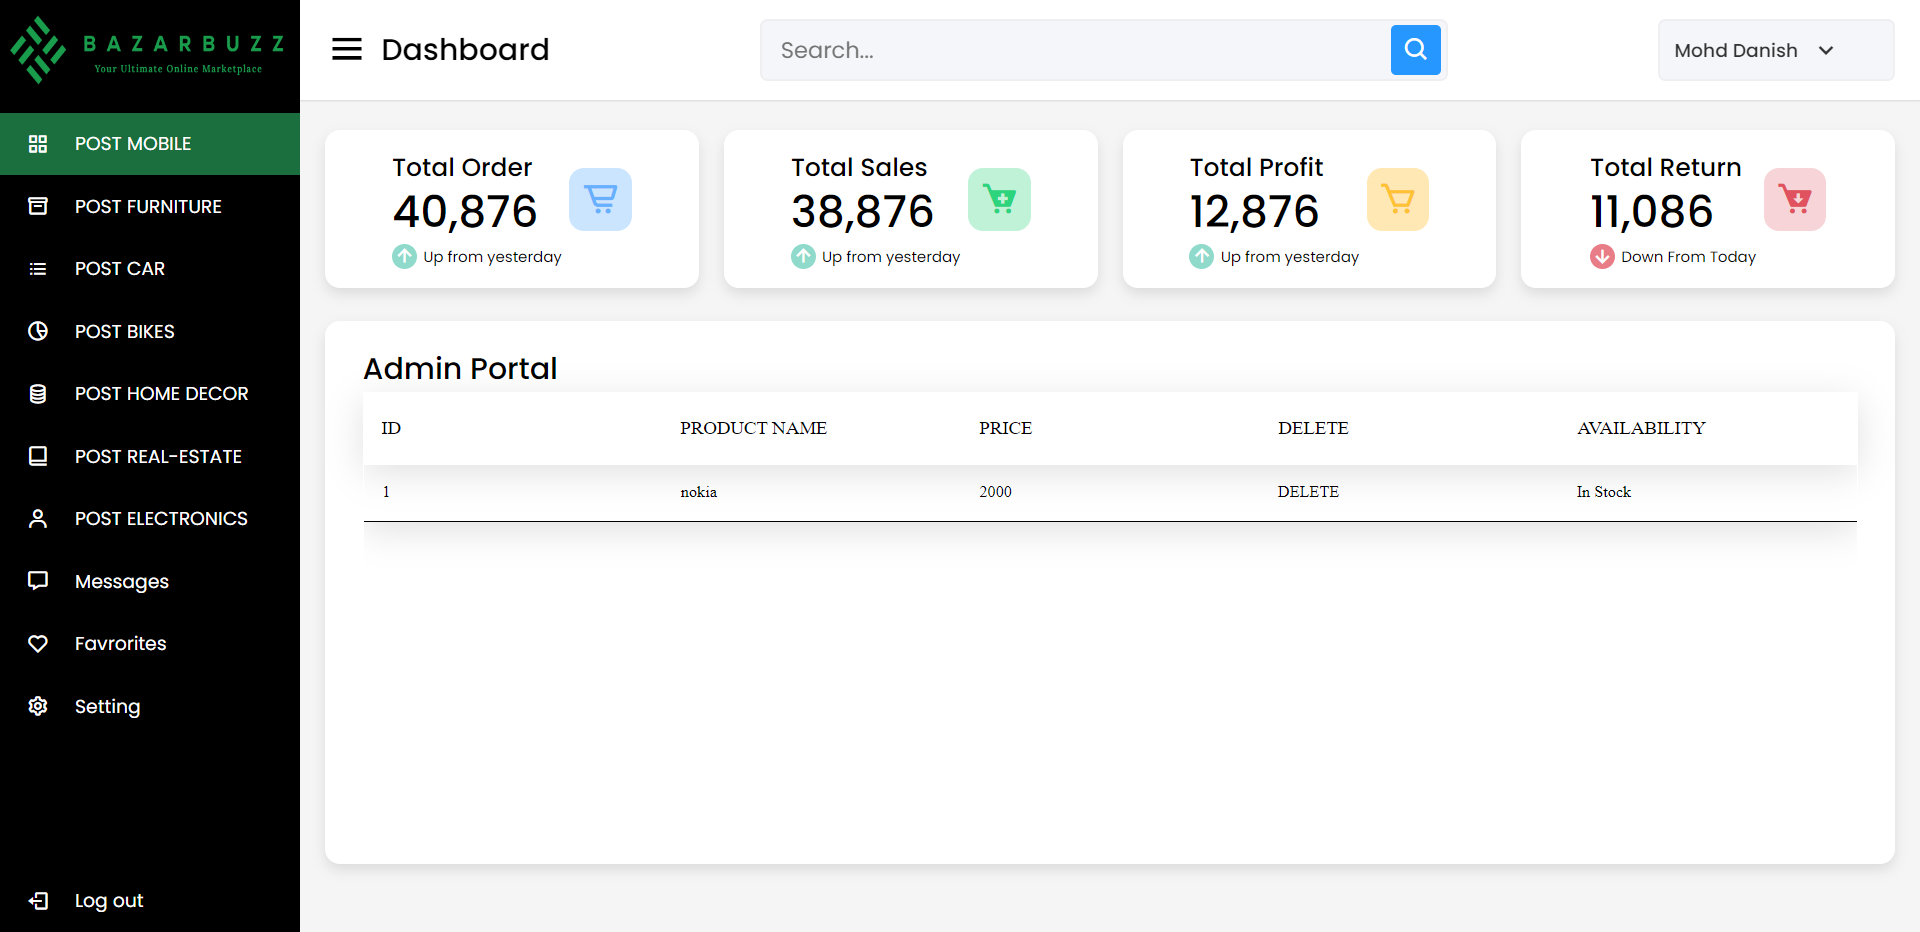 BAZARBUZZ
Your Ultimate Online Marketplace
POST MOBILE
POST FURNITURE
POST CAR
POST BIKES
POST HOME DECOR
POST REAL-ESTATE
POST ELECTRONICS
Messages
Favrorites
Setting
Log out
Dashboard
Search...
Mohd Danish
Total Order
40,876
Up from yesterday
Total Sales
38,876
Up from yesterday
Total Profit
12,876
Up from yesterday
Total Return
11,086
Down From Today
Admin Portal
ID PRODUCT NAME PRICE DELETE AVAILABILITY
1 nokia 2000 DELETE In Stock